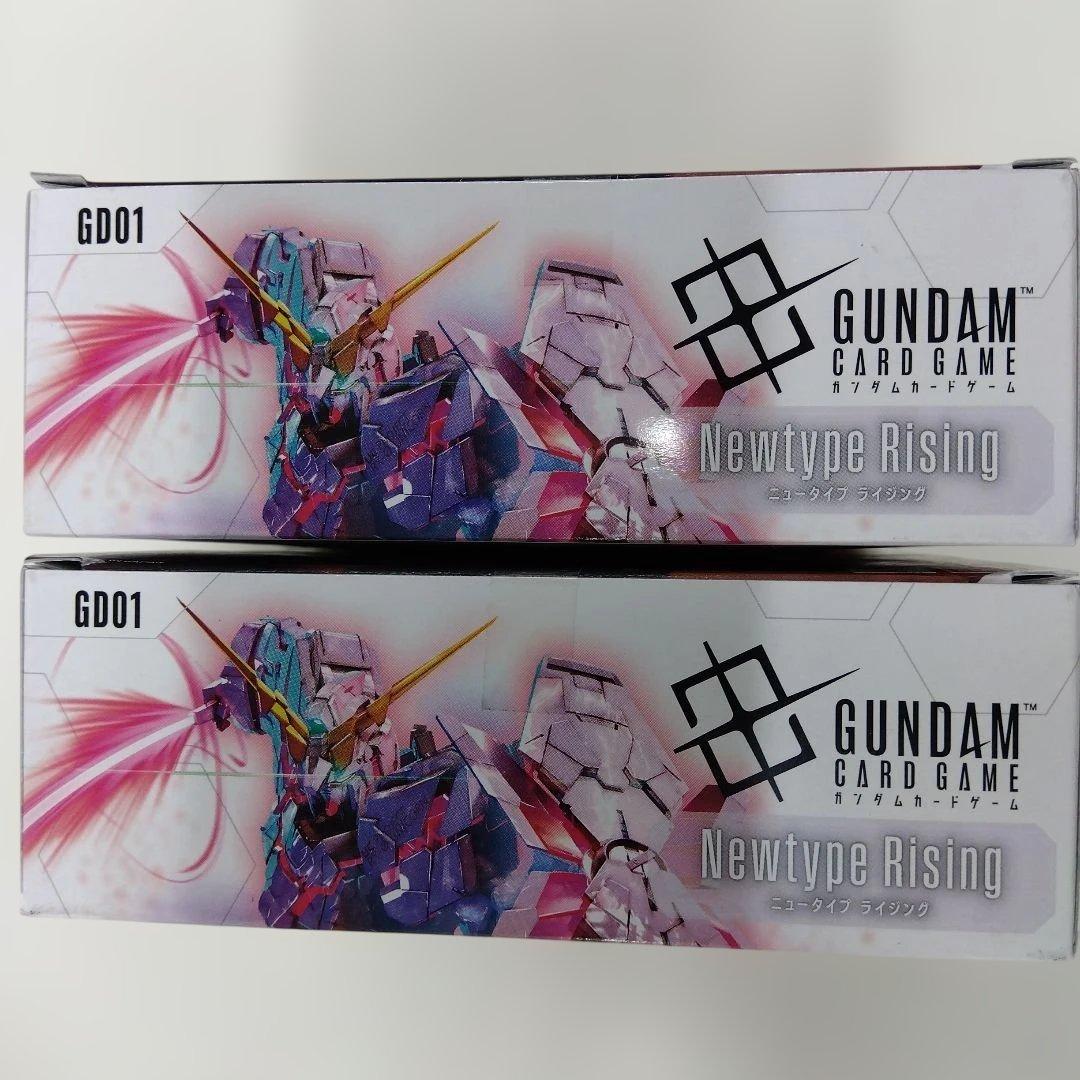 GD01
GUNDAM™
CARD GAME
ガンダムカードゲーム
Newtype Rising
ニュータイプ ライジング
GD01
GUNDAM™
CARD GAME
ガンダムカードゲーム
Newtype Rising
ニュータイプ ライジング